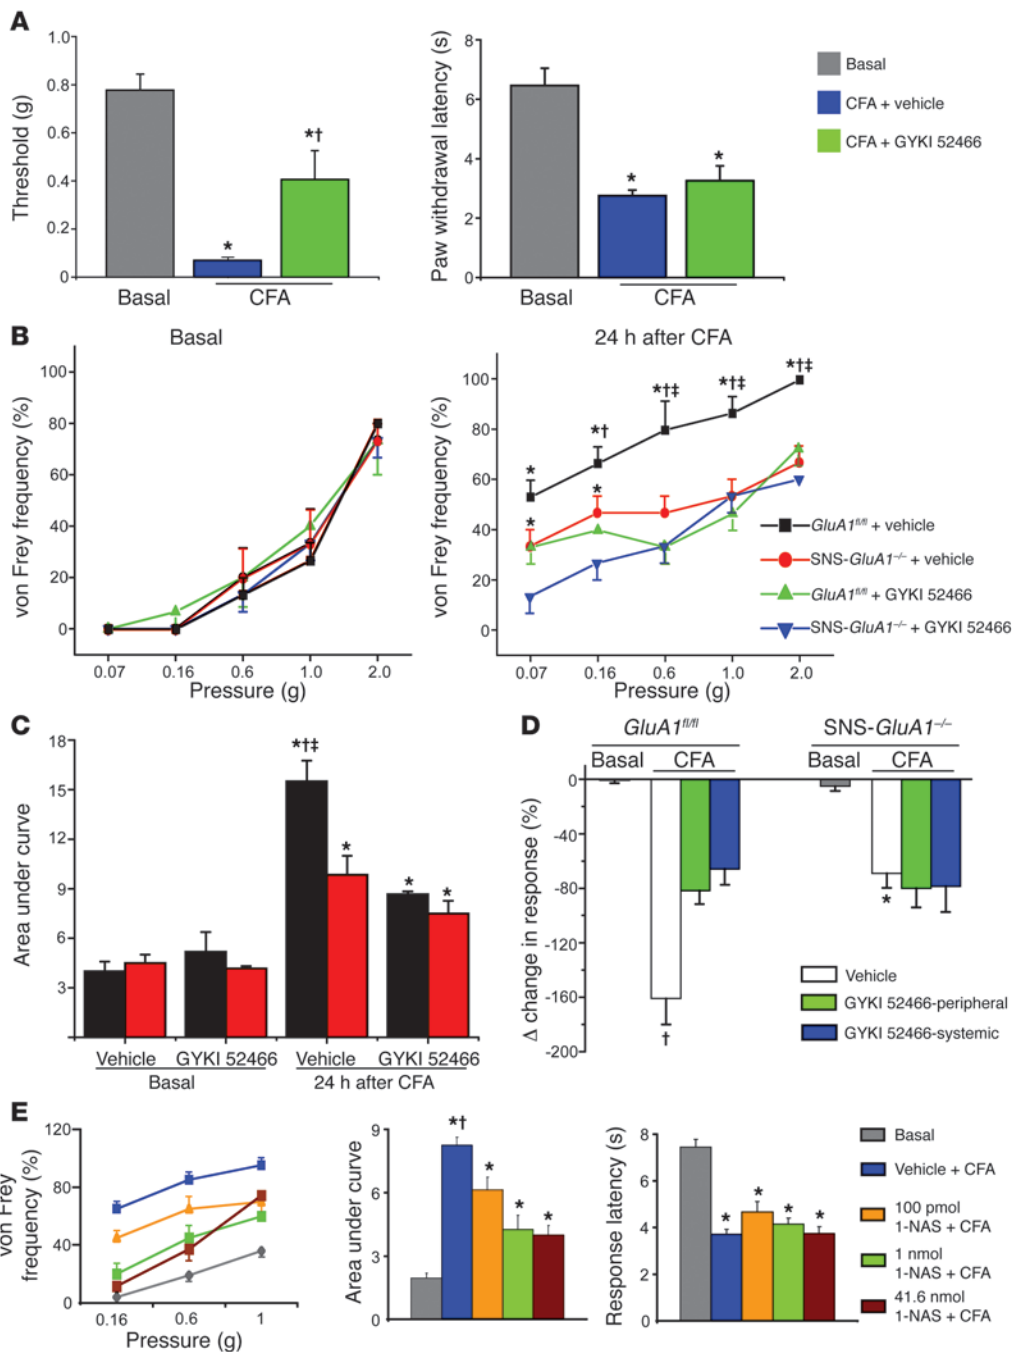 A
1.0
0.8
0.6
0.4
0.2
0
Threshold (g)
*
*†
Basal
CFA
8
6
4
2
0
Paw withdrawal latency (s)
*
*
Basal
CFA
Basal
CFA + vehicle
CFA + GYKI 52466
B
Basal
100
80
60
40
20
0
von Frey frequency (%)
0.07 0.16 0.6 1.0 2.0
Pressure (g)
24 h after CFA
100
80
60
40
20
0
von Frey frequency (%)
*
*†
*†‡
*†‡
*†‡
*
*
0.07 0.16 0.6 1.0 2.0
Pressure (g)
GluA1fl/fl + vehicle
SNS-GluA1–/– + vehicle
GluA1fl/fl + GYKI 52466
SNS-GluA1–/– + GYKI 52466
C
18
15
12
9
6
3
Area under curve
*†‡
*
*
*
Vehicle GYKI 52466 Vehicle GYKI 52466
Basal 24 h after CFA
D
GluA1fl/fl SNS-GluA1–/–
Basal CFA Basal CFA
0
-40
-80
-120
-160
-200
Δ change in response (%)
†
*
Vehicle
GYKI 52466-peripheral
GYKI 52466-systemic
E
120
80
40
0
von Frey
frequency (%)
0.16 0.6 1
Pressure (g)
9
6
3
0
Area under curve
*†
*
*
*
8
6
4
2
0
Response latency (s)
*
*
*
*
Basal
Vehicle + CFA
100 pmol
1-NAS + CFA
1 nmol
1-NAS + CFA
41.6 nmol
1-NAS + CFA